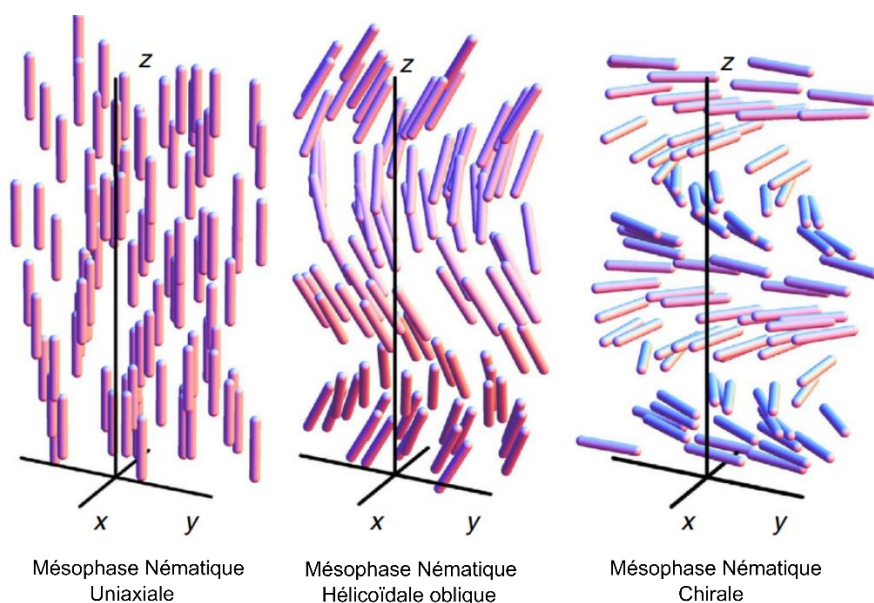 z
z
z
x
y
x
y
x
y
Mésophase Nématique
Uniaxiale
Mésophase Nématique
Hélicoïdale oblique
Mésophase Nématique
Chirale